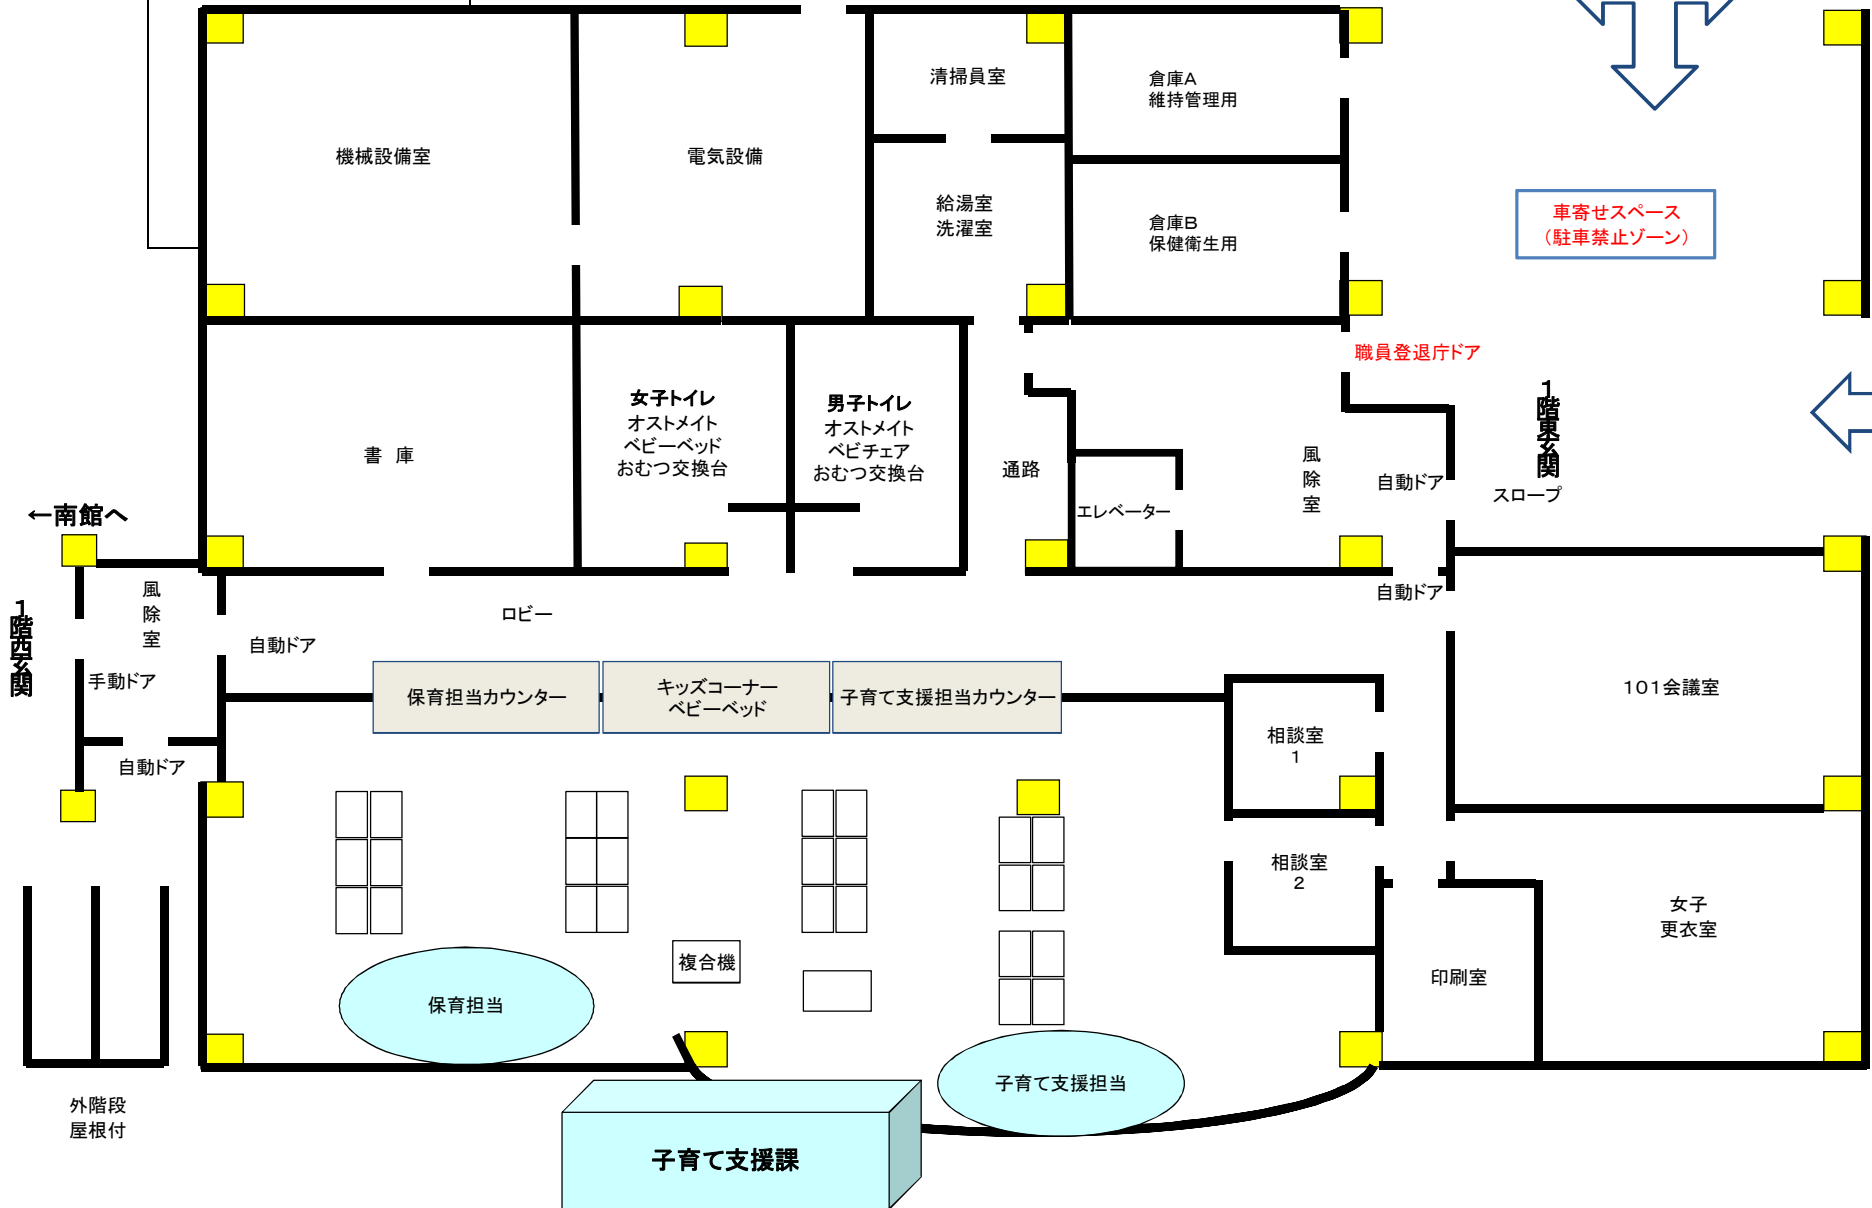 清掃員室
倉庫A
維持管理用
機械設備室
電気設備
給湯室
洗濯室
倉庫B
保健衛生用
車寄せスペース
（駐車禁止ゾーン）
職員登退庁ドア
女子トイレ
オストメイト
ベビーベッド
おむつ交換台
男子トイレ
オストメイト
ベビチェア
おむつ交換台
書　庫
通路
エレベーター
風除室
自動ドア
1階東玄関
スロープ
←南館へ
風除室
1階西玄関
手動ドア
自動ドア
自動ドア
ロビー
自動ドア
保育担当カウンター
キッズコーナー
ベビーベッド
子育て支援担当カウンター
相談室
1
101会議室
相談室
2
女子
更衣室
印刷室
複合機
保育担当
子育て支援担当
子育て支援課
外階段
屋根付